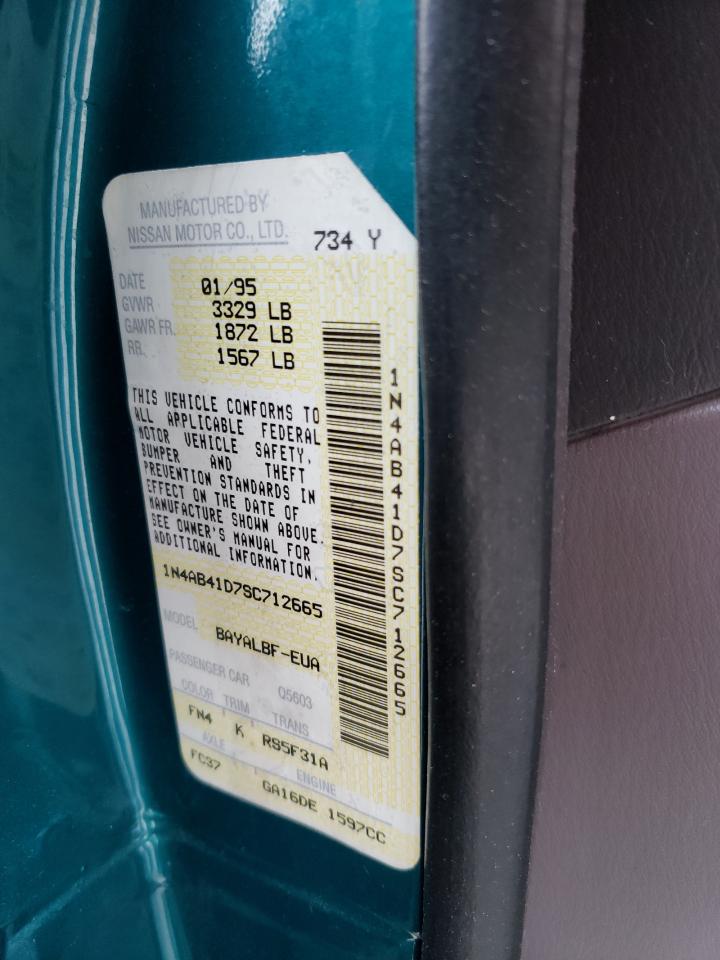 MANUFACTURED BY
NISSAN MOTOR CO., LTD.
734 Y
DATE 01/95
GVWR 3329 LB
GAWR FR. 1872 LB
RR. 1567 LB
THIS VEHICLE CONFORMS TO
ALL APPLICABLE FEDERAL
MOTOR VEHICLE SAFETY,
BUMPER AND THEFT
PREVENTION STANDARDS IN
EFFECT ON THE DATE OF
MANUFACTURE SHOWN ABOVE.
SEE OWNER'S MANUAL FOR
ADDITIONAL INFORMATION.
1N4AB41D7SC712665
MODEL
BAYALBF-EUA
PASSENGER CAR Q5603
COLOR TRIM TRANS
FN4 K RS5F31A
AXLE ENGINE
FC37 GA16DE 1597CC
1N4AB41D7SC712665